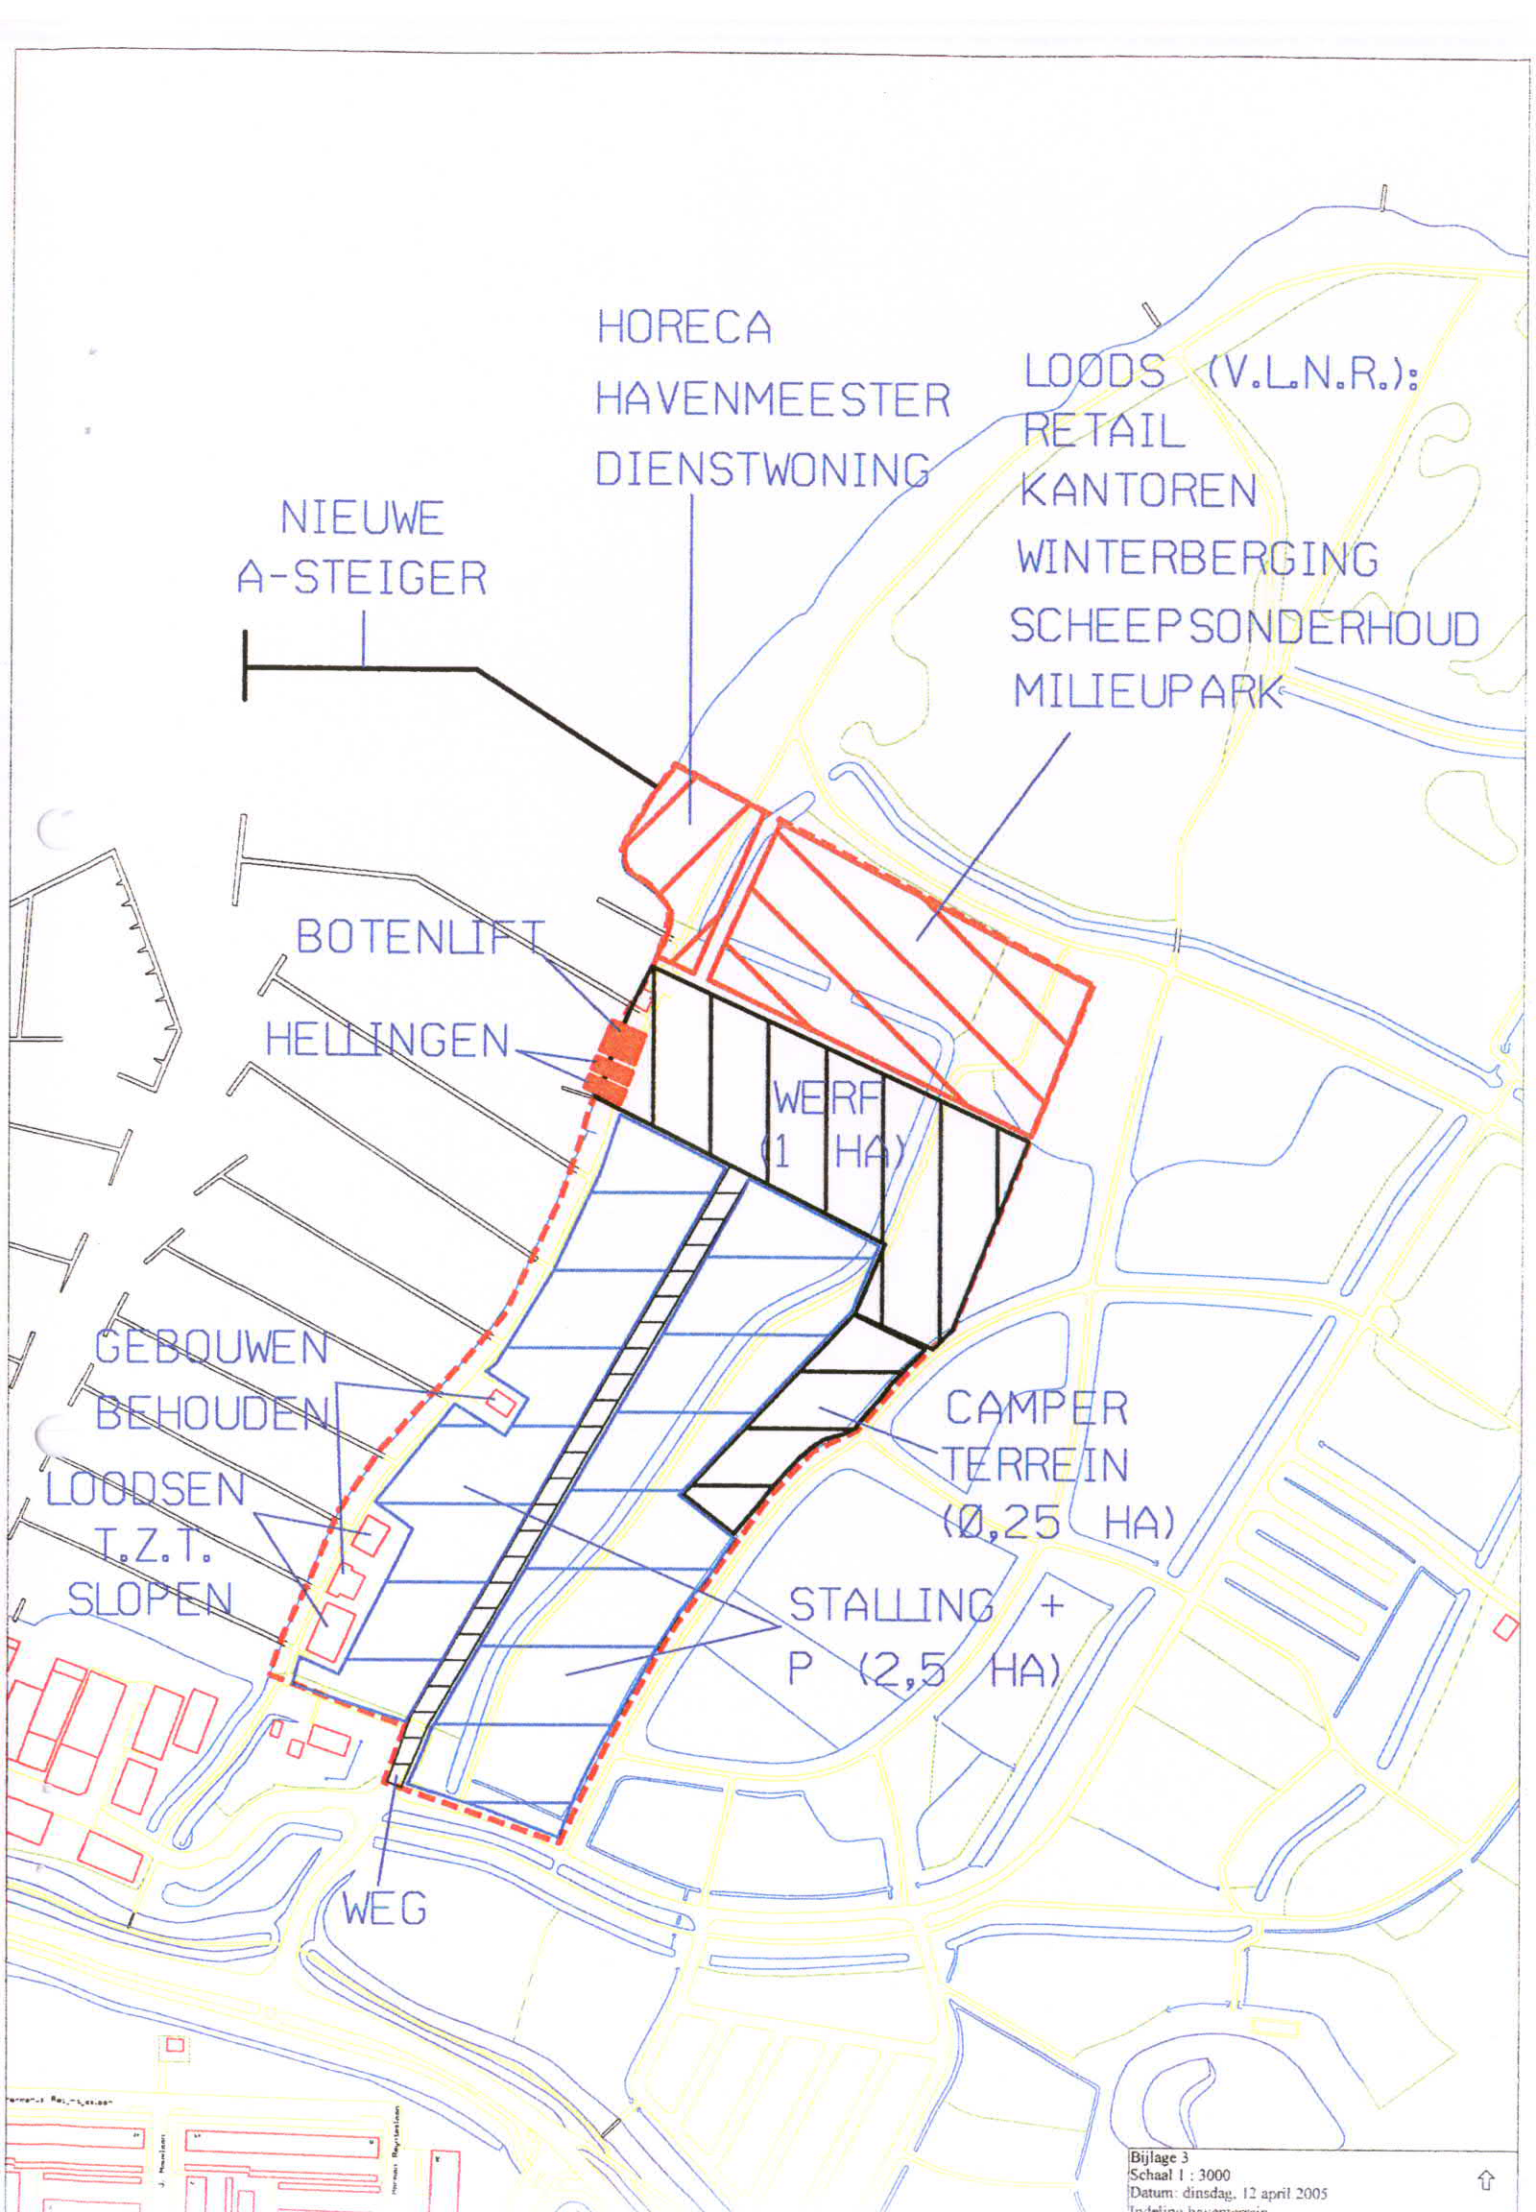 HORECA
HAVENMEESTER
DIENSTWONING
LOODS (V.L.N.R.):
RETAIL
KANTOREN
WINTERBERGING
SCHEEPSONDERHOUD
MILIEUPARK
NIEUWE
A-STEIGER
BOTENLIFT
HELLINGEN
WERF
(1 HA)
GEBOUWEN
BEHOUDEN
LOODSEN
T.Z.T.
SLOPEN
CAMPER
TERREIN
(0,25 HA)
STALLING +
P (2,5 HA)
WEG
Bijlage 3
Schaal 1 : 3000
Datum: dinsdag, 12 april 2005
Indeling haventerrein